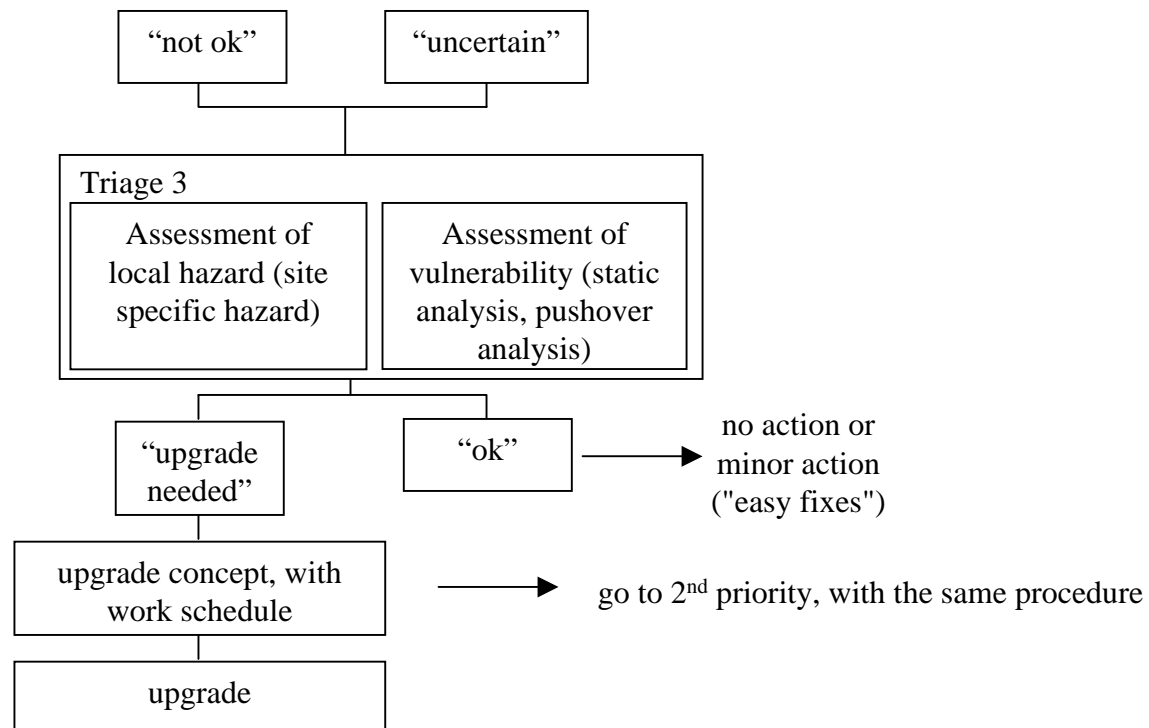 “not ok”
“uncertain”
Triage 3
Assessment of
local hazard (site
specific hazard)
Assessment of
vulnerability (static
analysis, pushover
analysis)
“upgrade
needed”
“ok”
no action or
minor action
("easy fixes")
upgrade concept, with
work schedule
go to 2nd priority, with the same procedure
upgrade